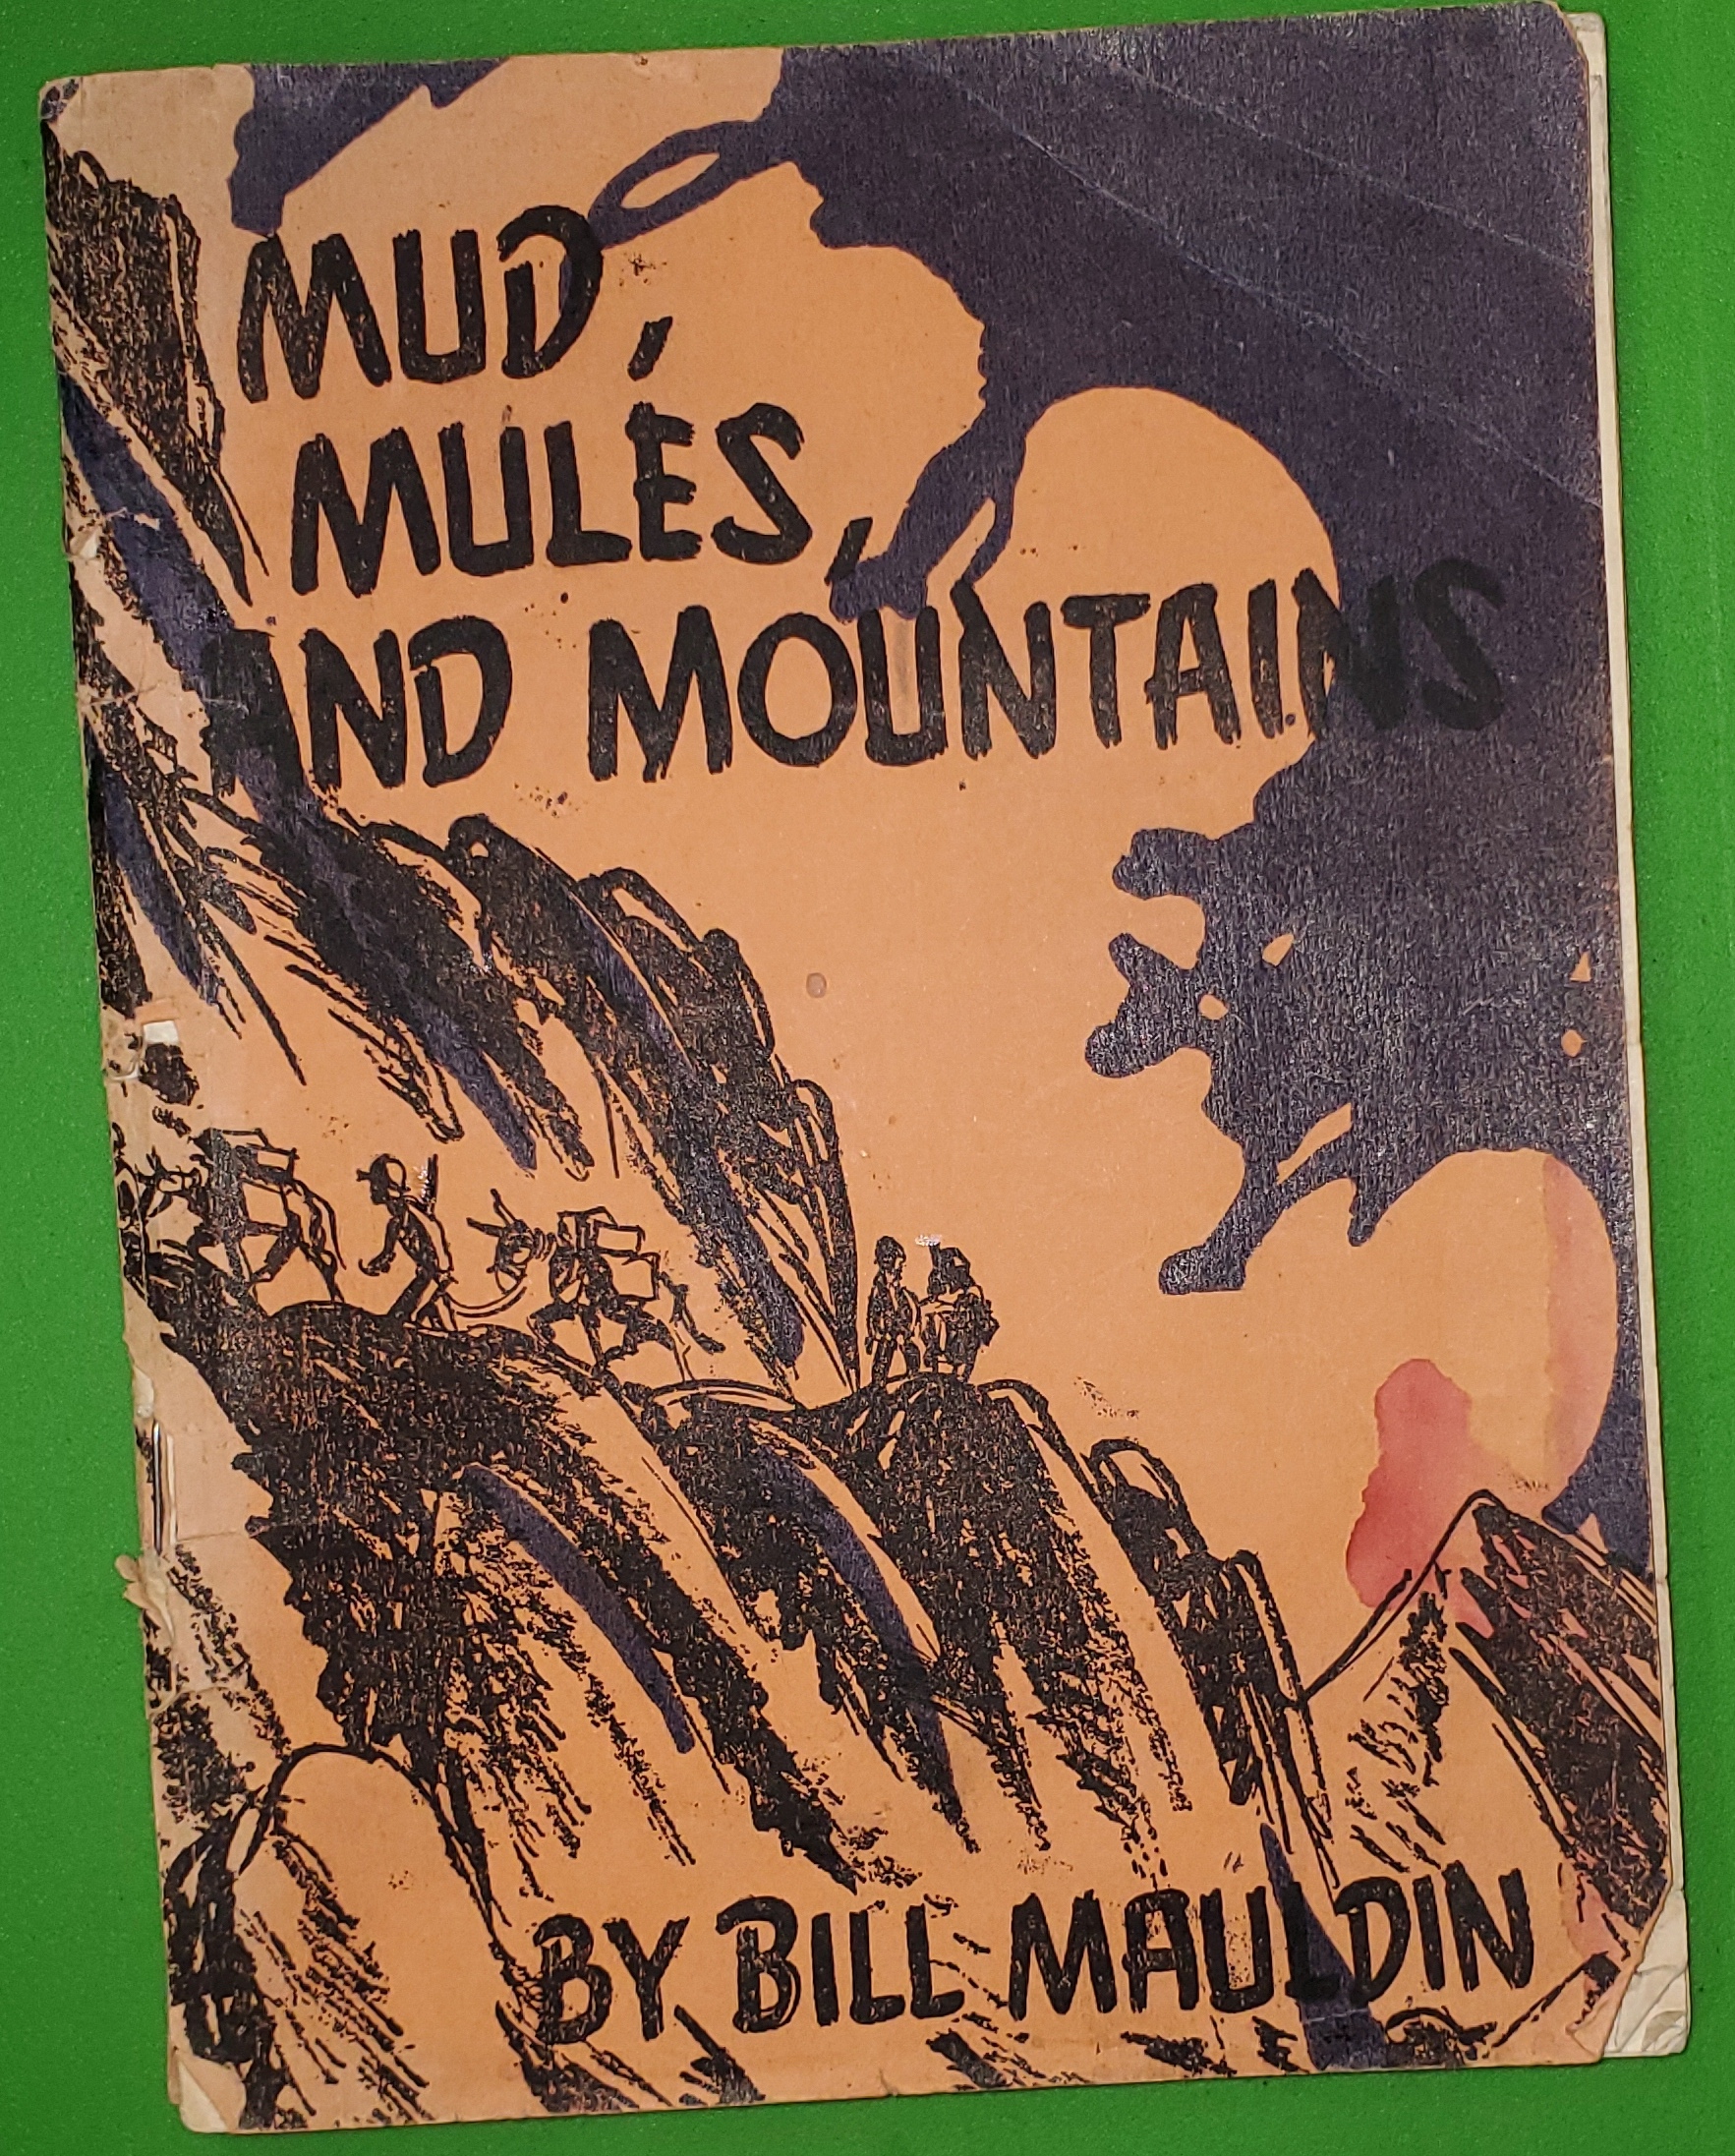 MUD,
MULES,
AND MOUNTAINS
BY BILL MAULDIN